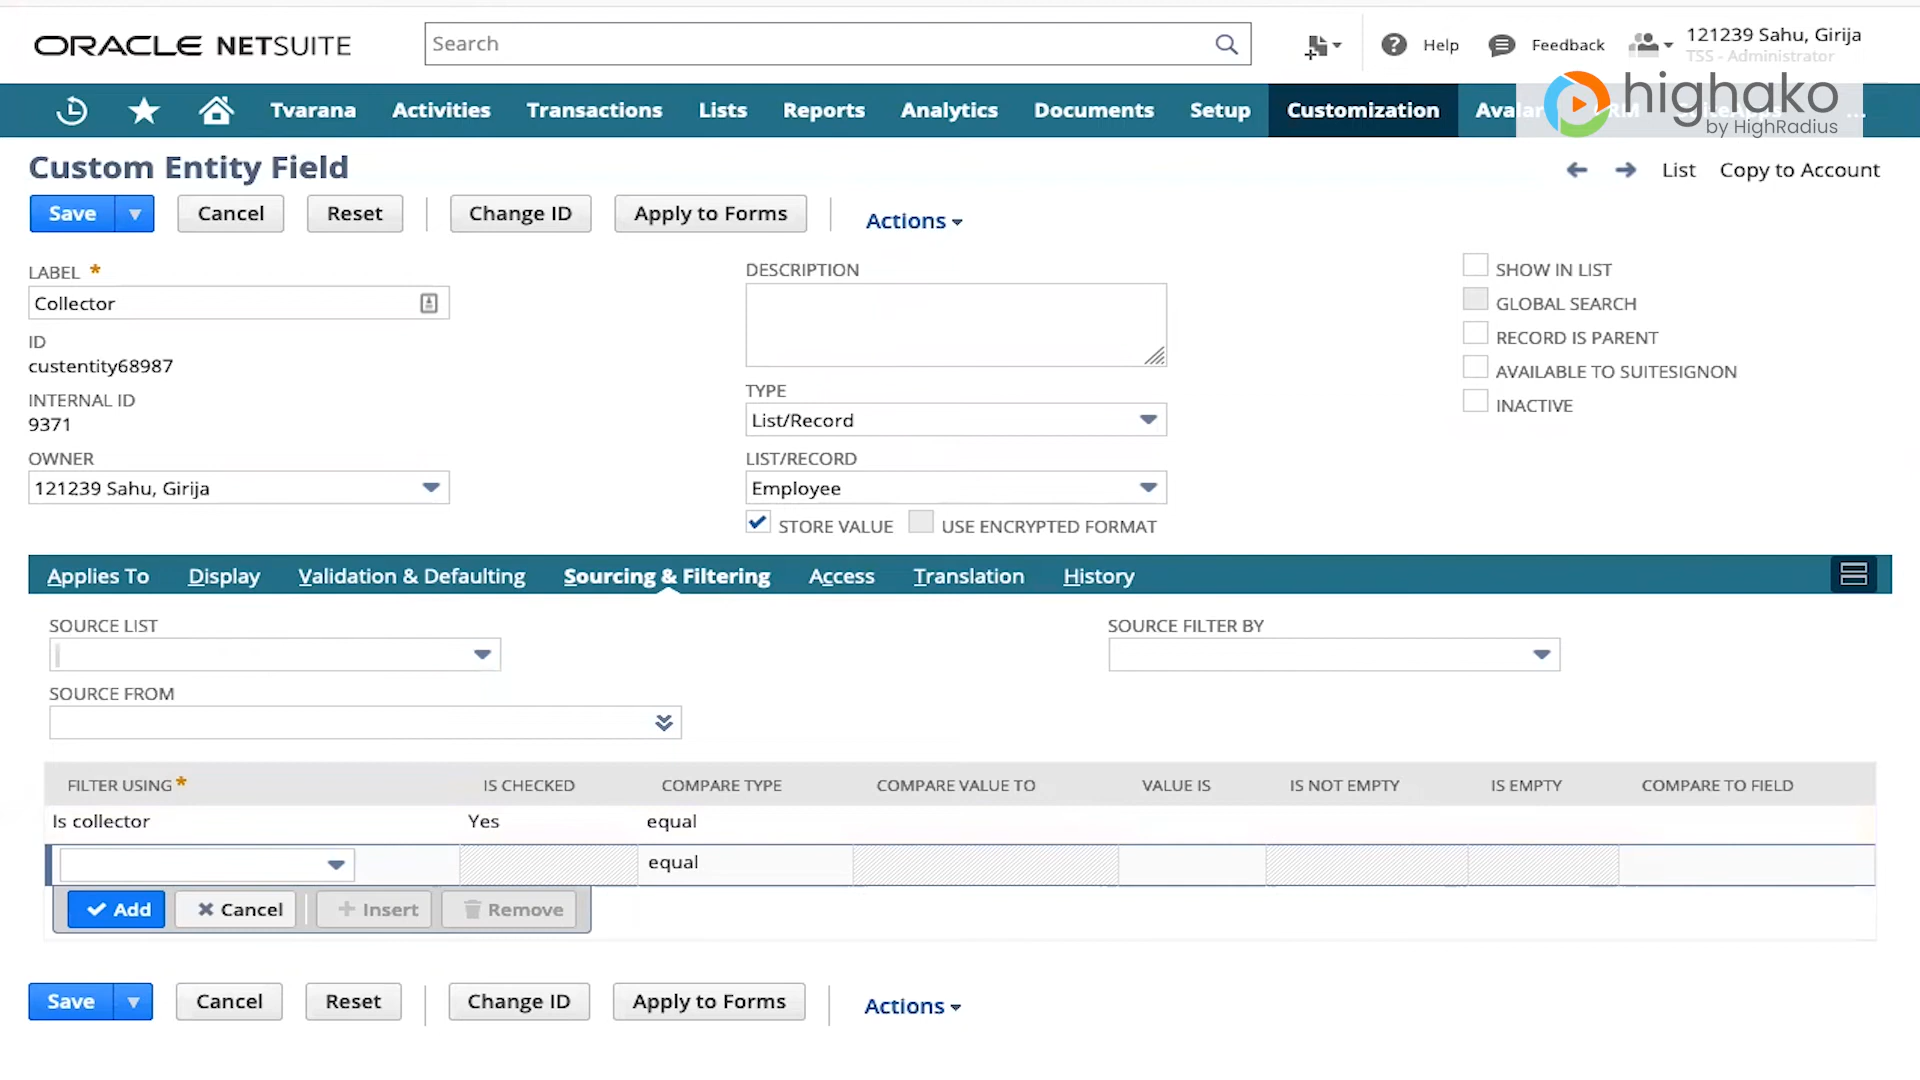 ORACLE NETSUITE
Search
Help
Feedback
121239 Sahu, Girija
TSS - Administrator
Tvarana Activities Transactions Lists Reports Analytics Documents Setup Customization
highako
by HighRadius
Custom Entity Field
List Copy to Account
Save Cancel Reset Change ID Apply to Forms Actions
LABEL *
Collector
ID
custentity68987
INTERNAL ID
9371
OWNER
121239 Sahu, Girija
DESCRIPTION
TYPE
List/Record
LIST/RECORD
Employee
STORE VALUE USE ENCRYPTED FORMAT
SHOW IN LIST
GLOBAL SEARCH
RECORD IS PARENT
AVAILABLE TO SUITESIGNON
INACTIVE
Applies To Display Validation & Defaulting Sourcing & Filtering Access Translation History
SOURCE LIST
SOURCE FILTER BY
SOURCE FROM
FILTER USING * IS CHECKED COMPARE TYPE COMPARE VALUE TO VALUE IS IS NOT EMPTY IS EMPTY COMPARE TO FIELD
Is collector Yes equal
equal
Add Cancel Insert Remove
Save Cancel Reset Change ID Apply to Forms Actions